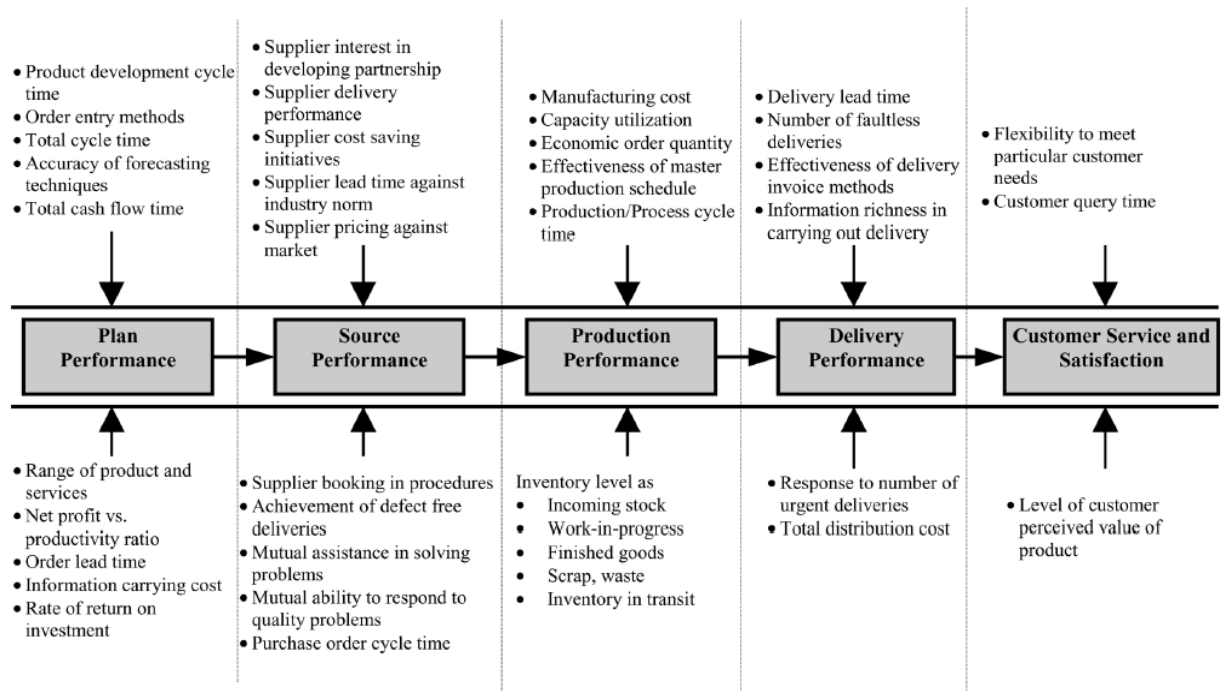 • Product development cycle
time
• Order entry methods
• Total cycle time
• Accuracy of forecasting
techniques
• Total cash flow time
• Supplier interest in
developing partnership
• Supplier delivery
performance
• Supplier cost saving
initiatives
• Supplier lead time against
industry norm
• Supplier pricing against
market
• Manufacturing cost
• Capacity utilization
• Economic order quantity
• Effectiveness of master
production schedule
• Production/Process cycle
time
• Delivery lead time
• Number of faultless
deliveries
• Effectiveness of delivery
invoice methods
• Information richness in
carrying out delivery
• Flexibility to meet
particular customer
needs
• Customer query time
Plan
Performance
Source
Performance
Production
Performance
Delivery
Performance
Customer Service and
Satisfaction
• Range of product and
services
• Net profit vs.
productivity ratio
• Order lead time
• Information carrying cost
• Rate of return on
investment
• Supplier booking in procedures
• Achievement of defect free
deliveries
• Mutual assistance in solving
problems
• Mutual ability to respond to
quality problems
• Purchase order cycle time
Inventory level as
• Incoming stock
• Work-in-progress
• Finished goods
• Scrap, waste
• Inventory in transit
• Response to number of
urgent deliveries
• Total distribution cost
• Level of customer
perceived value of
product